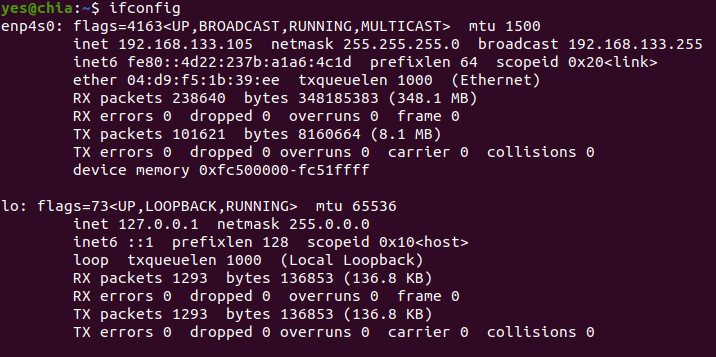 yes@chia:~$ ifconfig
enp4s0: flags=4163<UP,BROADCAST,RUNNING,MULTICAST>  mtu 1500
        inet 192.168.133.105  netmask 255.255.255.0  broadcast 192.168.133.255
        inet6 fe80::4d22:237b:a1a6:4c1d  prefixlen 64  scopeid 0x20<link>
        ether 04:d9:f5:1b:39:ee  txqueuelen 1000  (Ethernet)
        RX packets 238640  bytes 348185383 (348.1 MB)
        RX errors 0  dropped 0  overruns 0  frame 0
        TX packets 101621  bytes 8160664 (8.1 MB)
        TX errors 0  dropped 0 overruns 0  carrier 0  collisions 0
        device memory 0xfc500000-fc51ffff

lo: flags=73<UP,LOOPBACK,RUNNING>  mtu 65536
        inet 127.0.0.1  netmask 255.0.0.0
        inet6 ::1  prefixlen 128  scopeid 0x10<host>
        loop  txqueuelen 1000  (Local Loopback)
        RX packets 1293  bytes 136853 (136.8 KB)
        RX errors 0  dropped 0  overruns 0  frame 0
        TX packets 1293  bytes 136853 (136.8 KB)
        TX errors 0  dropped 0 overruns 0  carrier 0  collisions 0